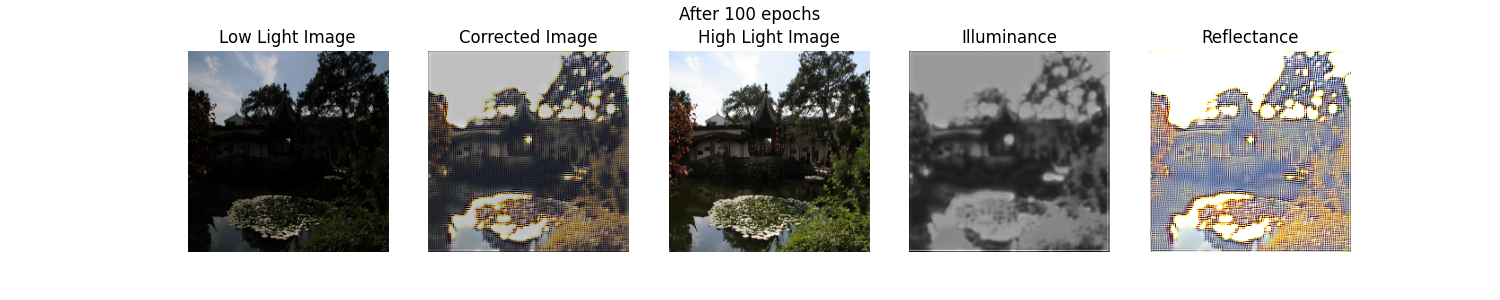 After 100 epochs
Low Light Image
Corrected Image
High Light Image
Illuminance
Reflectance